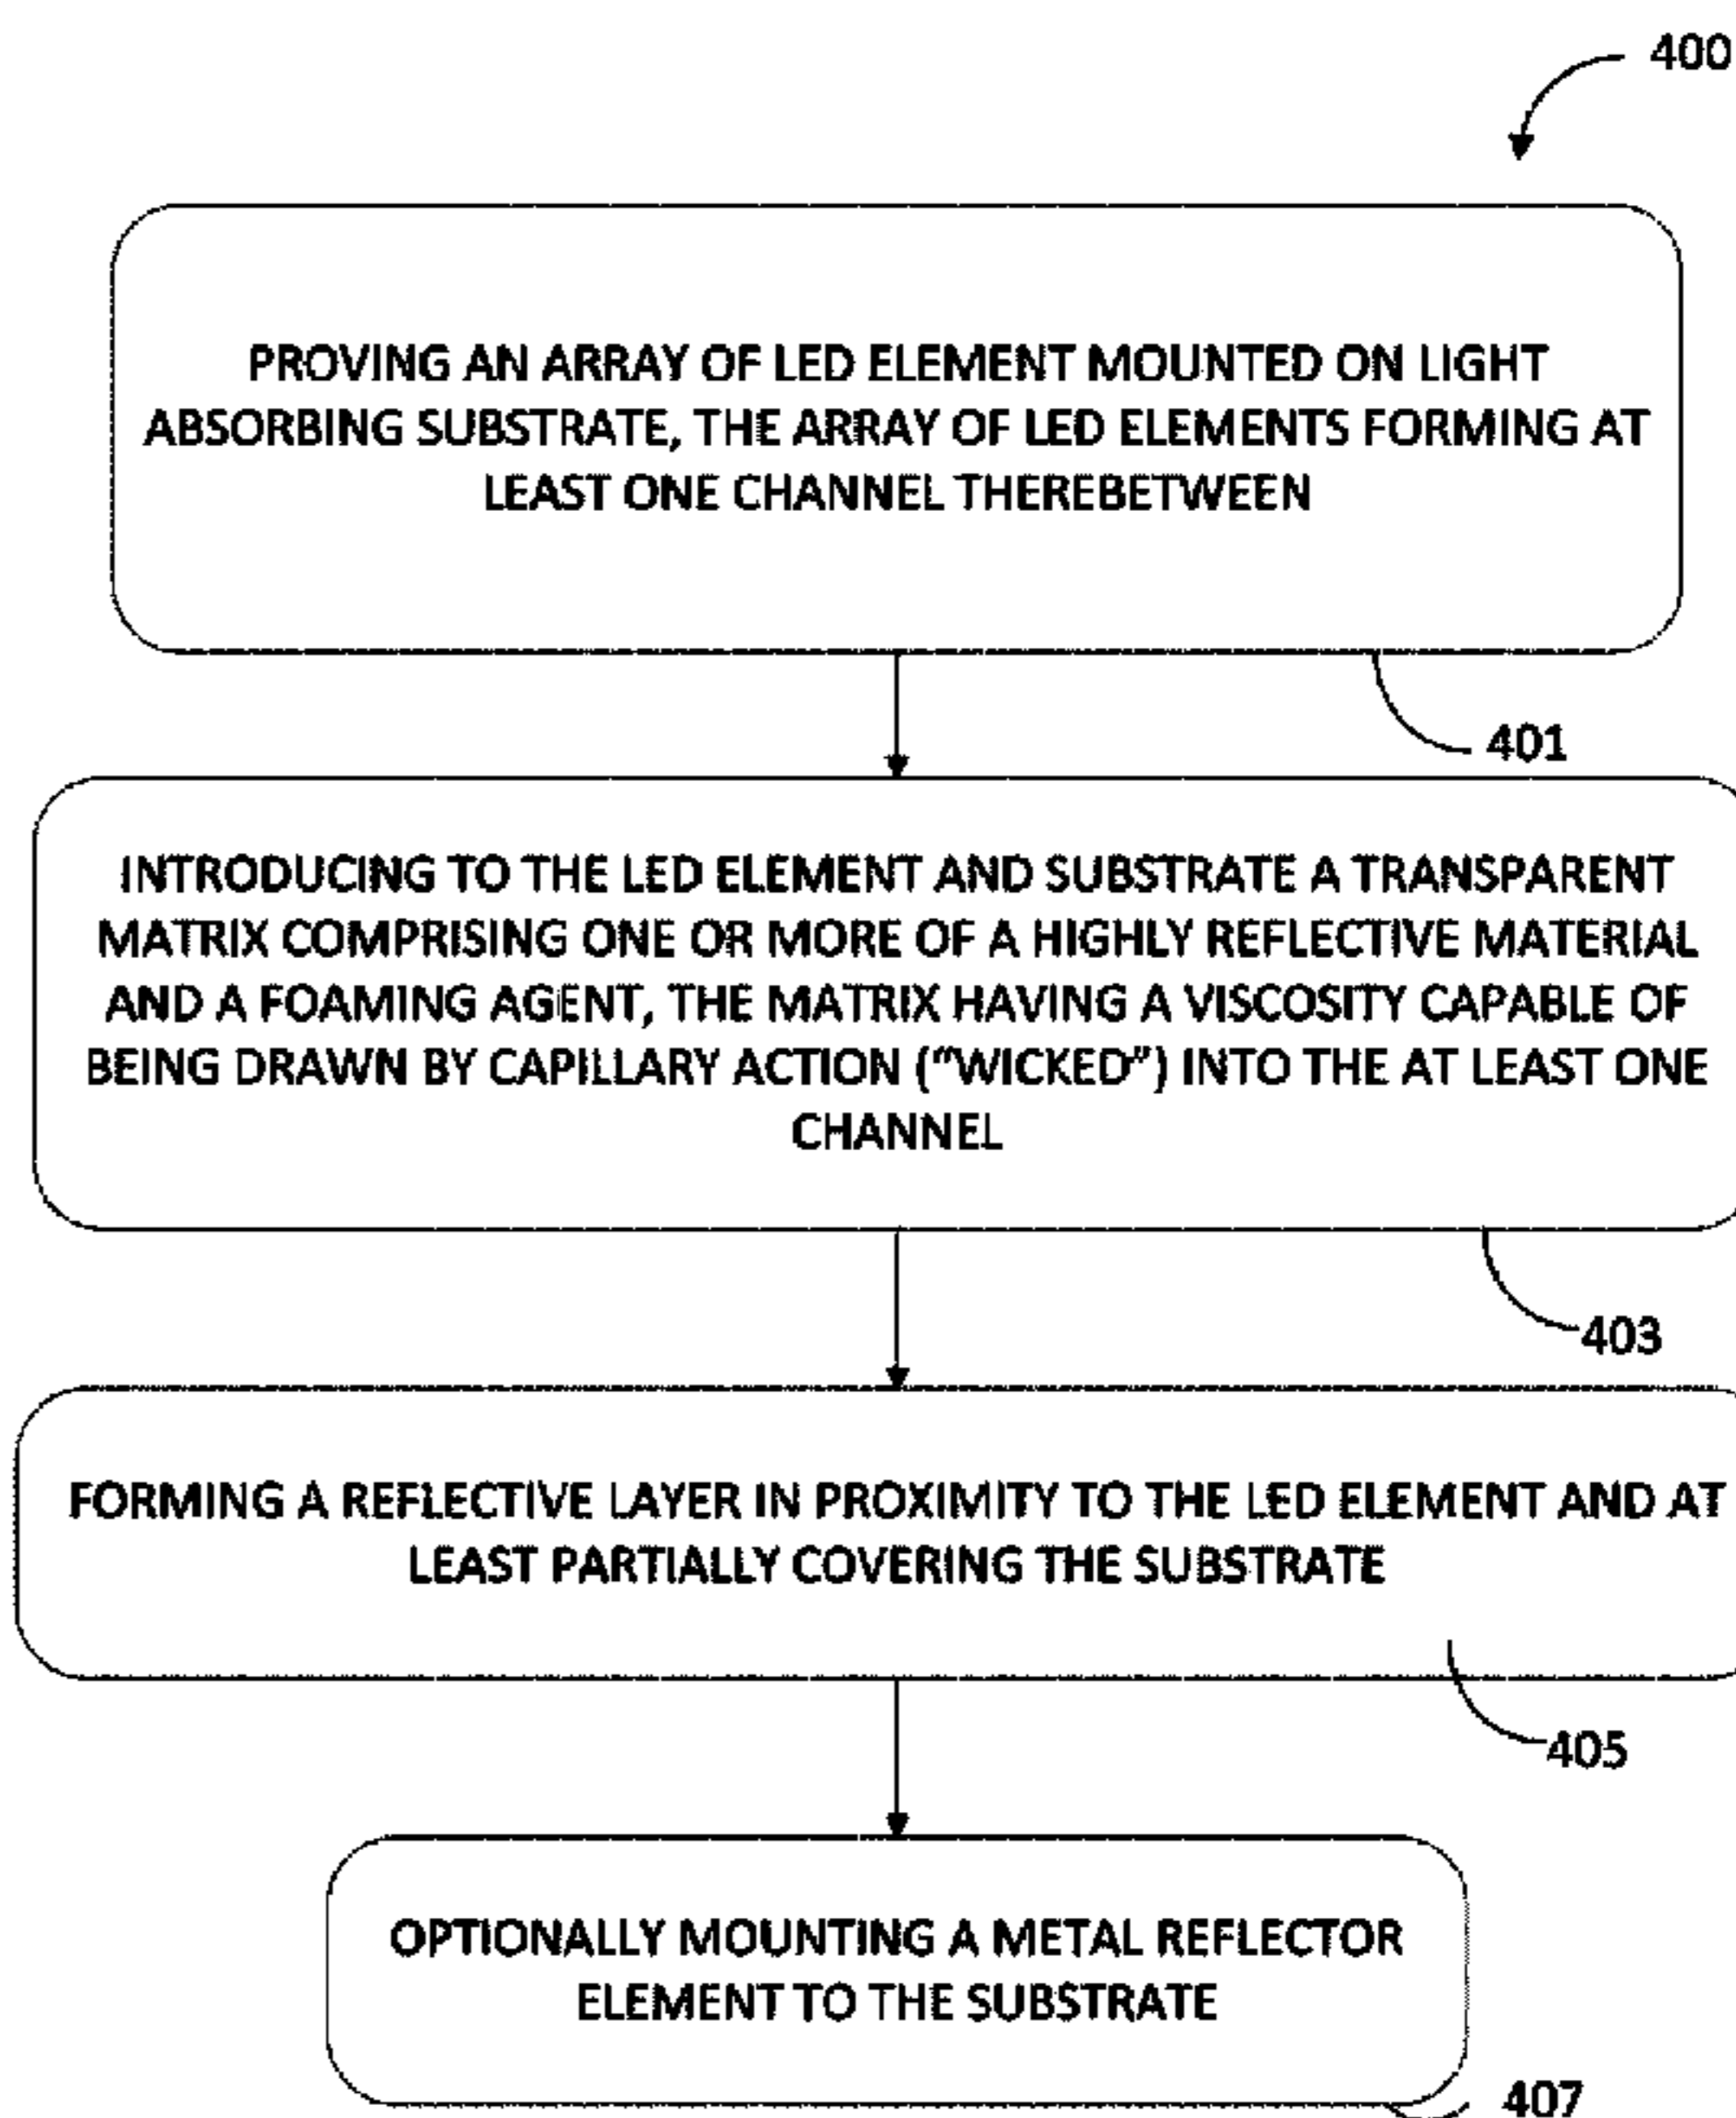 400
PROVING AN ARRAY OF LED ELEMENT MOUNTED ON LIGHT
ABSORBING SUBSTRATE, THE ARRAY OF LED ELEMENTS FORMING AT
LEAST ONE CHANNEL THEREBETWEEN
401
INTRODUCING TO THE LED ELEMENT AND SUBSTRATE A TRANSPARENT
MATRIX COMPRISING ONE OR MORE OF A HIGHLY REFLECTIVE MATERIAL
AND A FOAMING AGENT, THE MATRIX HAVING A VISCOSITY CAPABLE OF
BEING DRAWN BY CAPILLARY ACTION ("WICKED") INTO THE AT LEAST ONE
CHANNEL
403
FORMING A REFLECTIVE LAYER IN PROXIMITY TO THE LED ELEMENT AND AT
LEAST PARTIALLY COVERING THE SUBSTRATE
405
OPTIONALLY MOUNTING A METAL REFLECTOR
ELEMENT TO THE SUBSTRATE
407